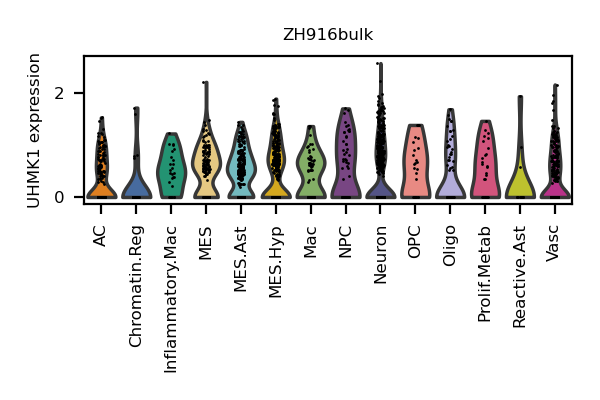 ZH916bulk
UHMK1 expression
2
0
AC
Chromatin.Reg
Inflammatory.Mac
MES
MES.Ast
MES.Hyp
Mac
NPC
Neuron
OPC
Oligo
Prolif.Metab
Reactive.Ast
Vasc